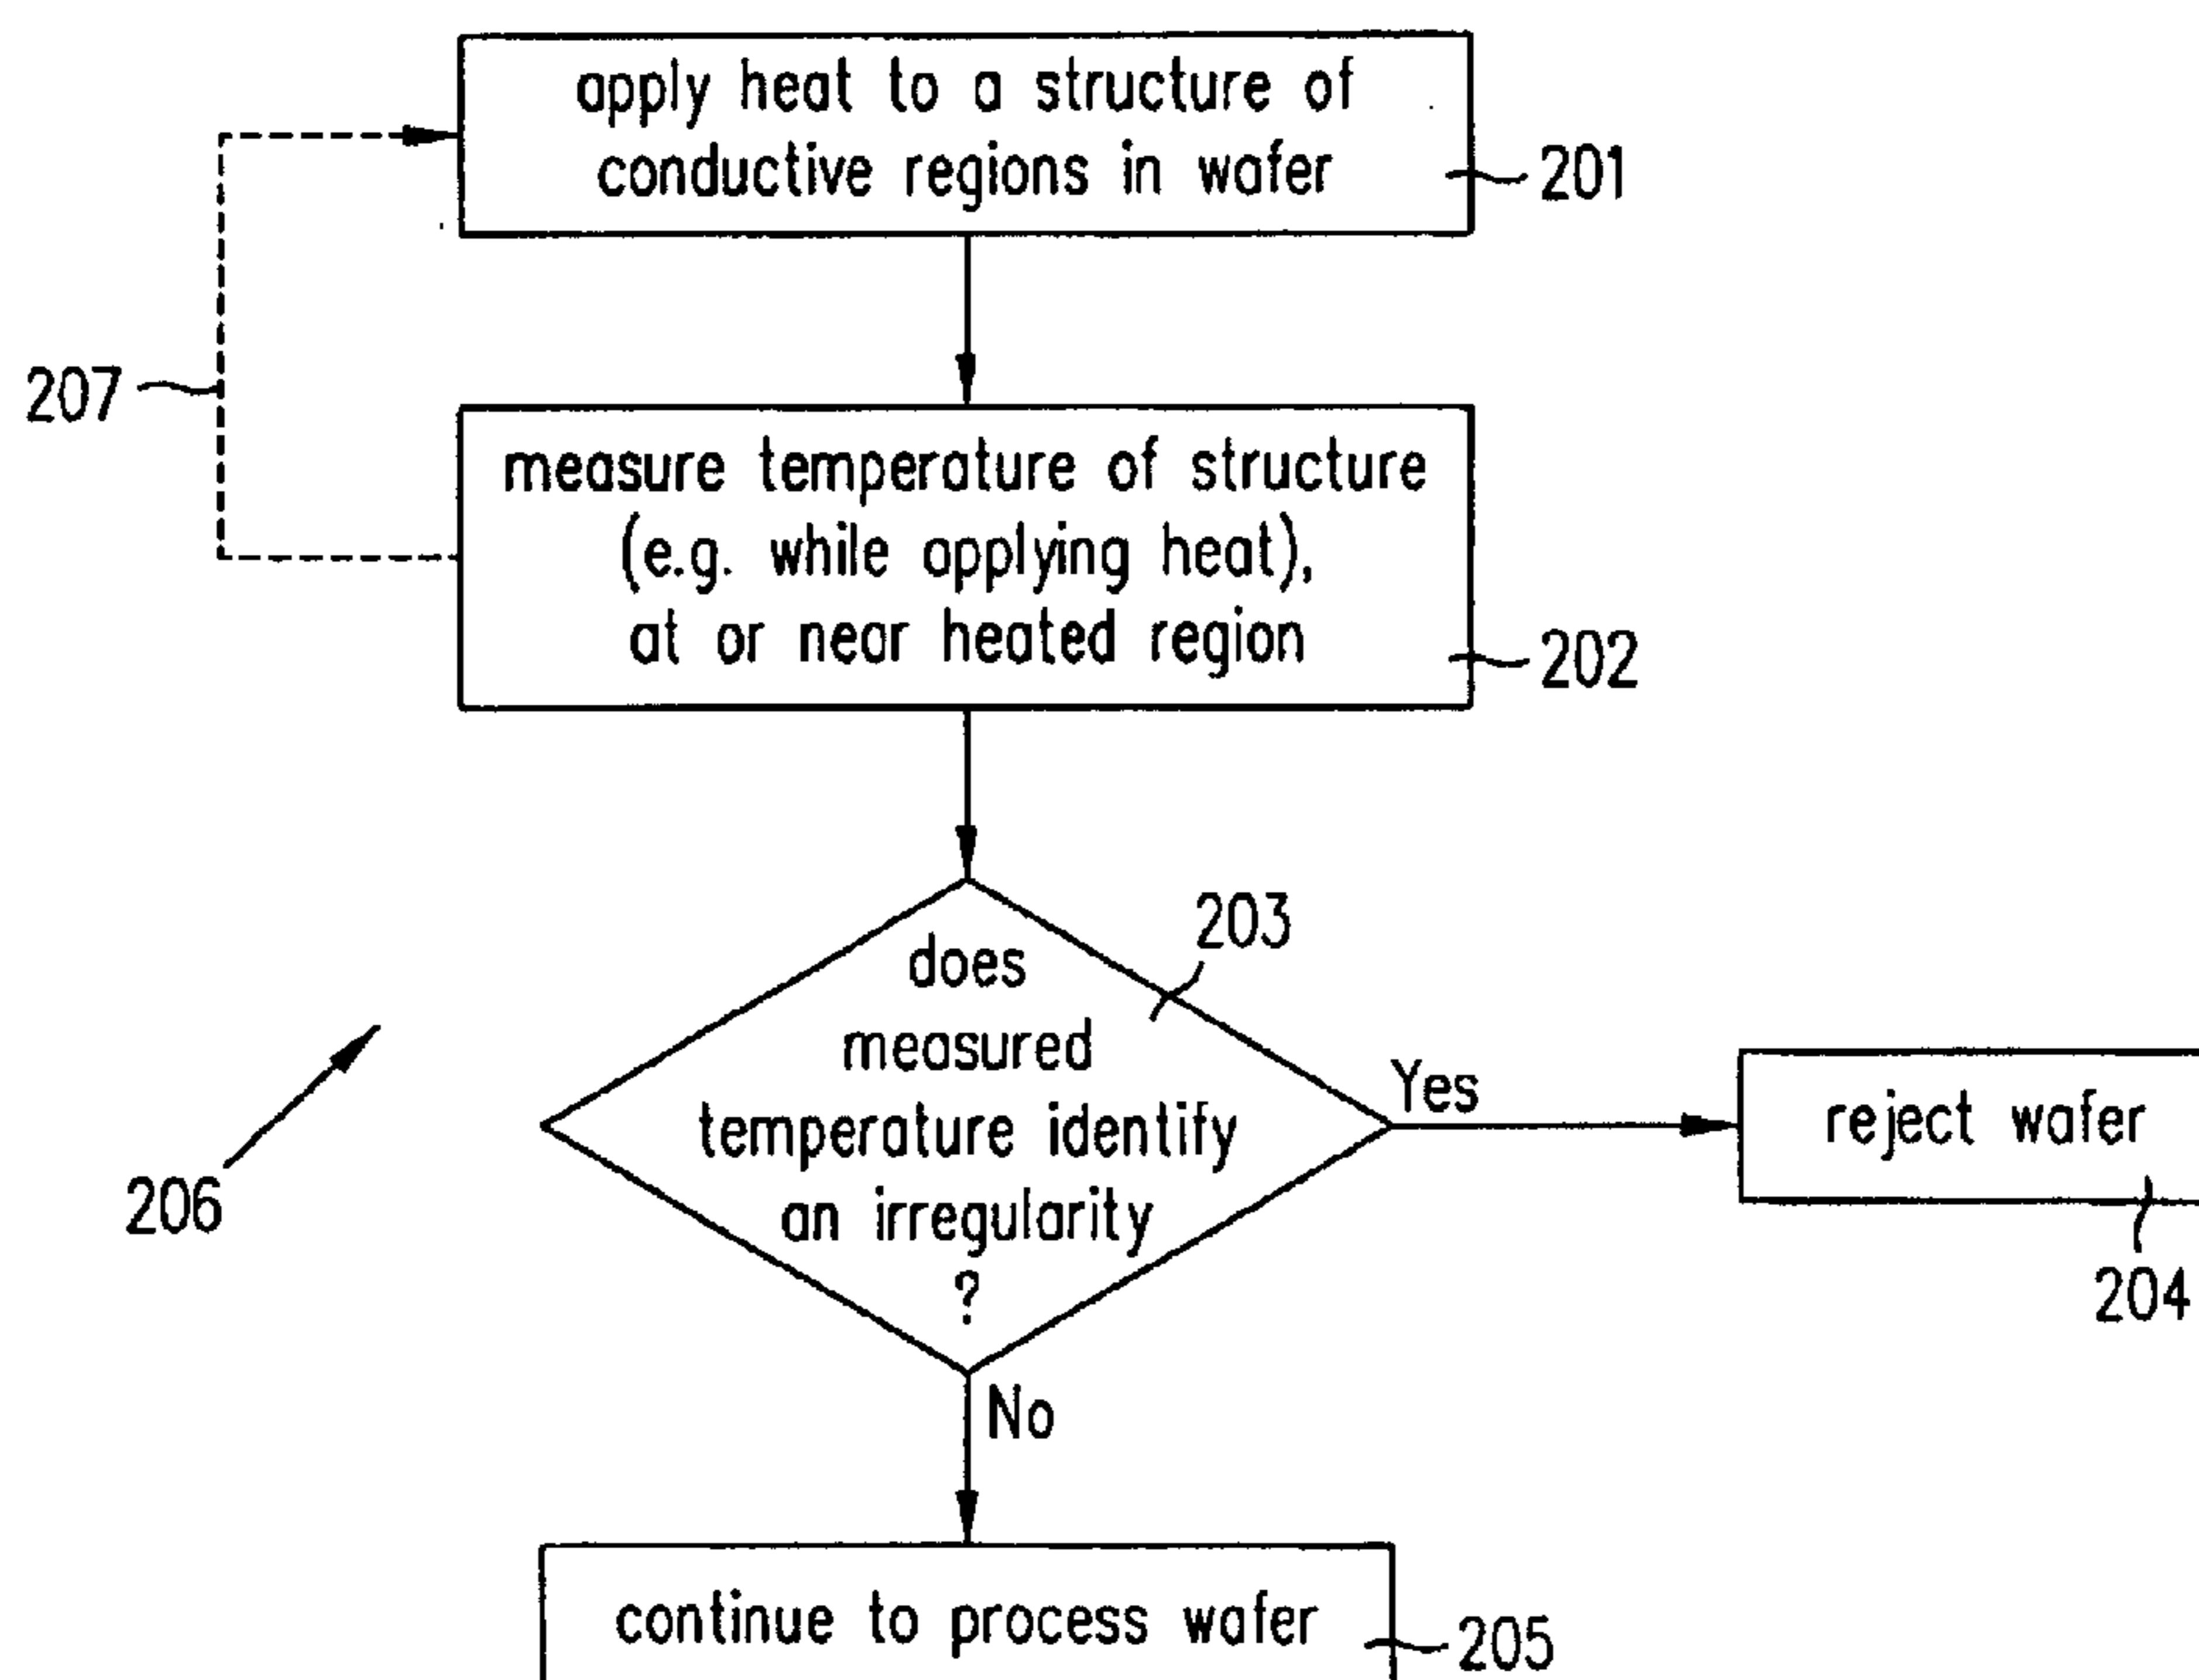 apply heat to a structure of
conductive regions in wafer
201
207
measure temperature of structure
(e.g. while applying heat),
at or near heated region
202
203
does
measured
temperature identify
an irregularity
?
Yes
reject wafer
204
206
No
continue to process wafer
205